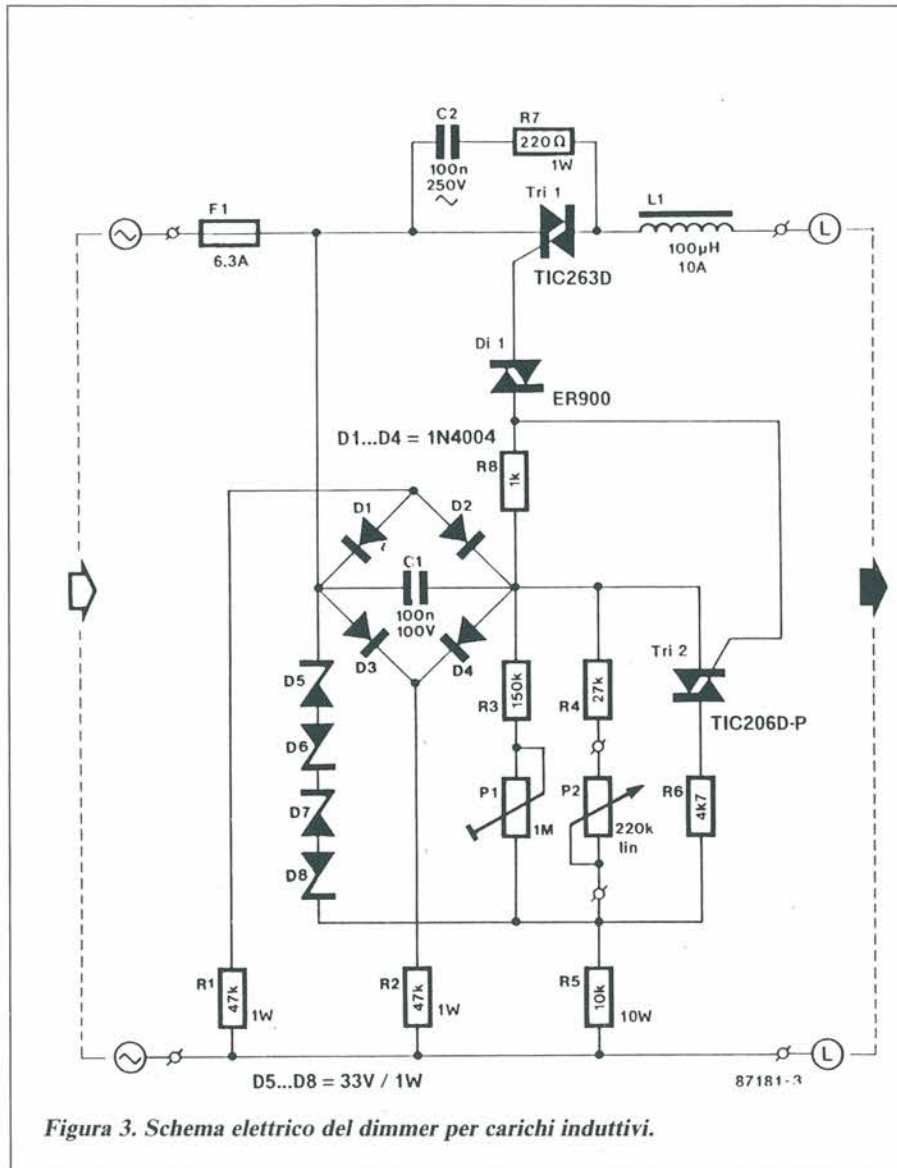 C2
100n
250V
R7
220Ω
1W
Tri 1
TIC263D
L1
100µH
10A
F1
6.3A
L
Di 1
ER900
D1...D4 = 1N4004
R8
1k
D1
D2
C1
100n
100V
D3
D4
D5
D6
D7
D8
R3
150k
R4
27k
Tri 2
TIC206D-P
P1
1M
P2
220k
lin
R6
4k7
R1
47k
1W
R2
47k
1W
R5
10k
10W
L
D5...D8 = 33V / 1W
87181-3
Figura 3. Schema elettrico del dimmer per carichi induttivi.